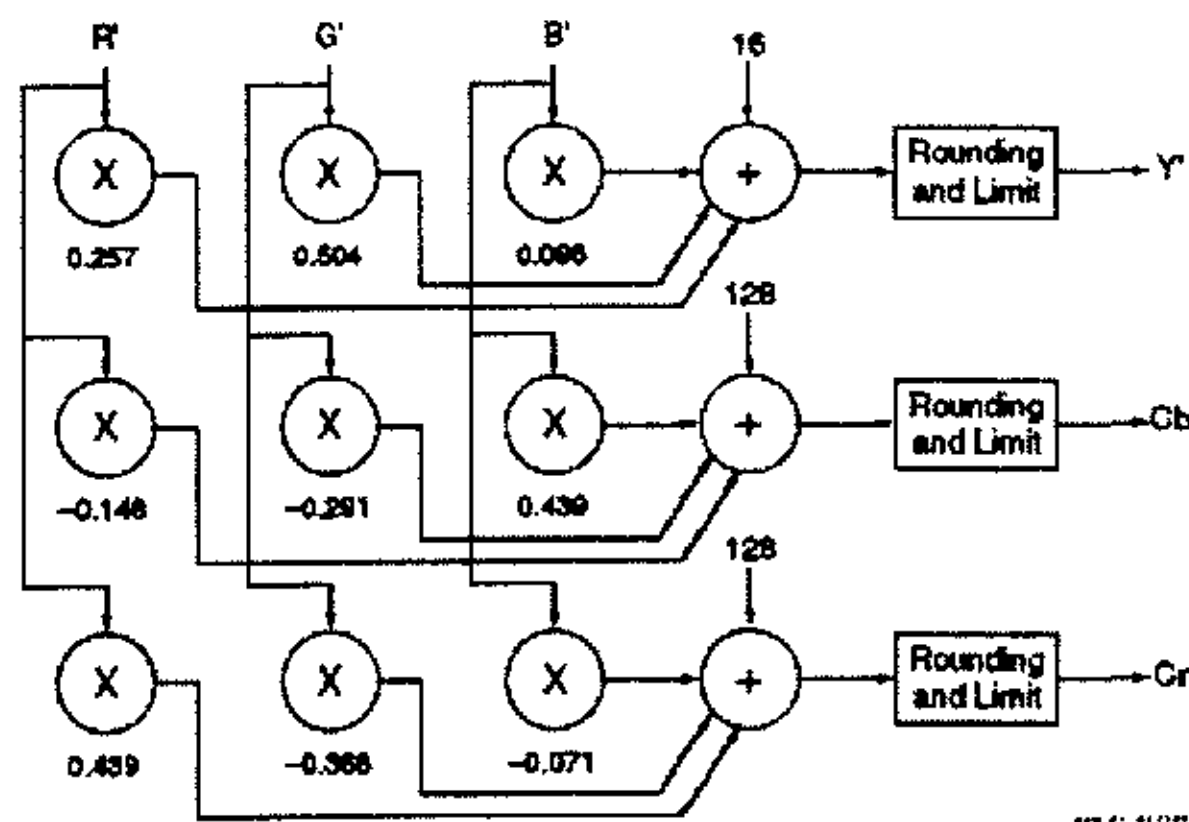 R' G' B' 16
X X X + Rounding and Limit Y'
0.257 0.504 0.098
128
X X X + Rounding and Limit Cb
-0.148 -0.291 0.439
128
X X X + Rounding and Limit Cr
0.439 -0.368 -0.071